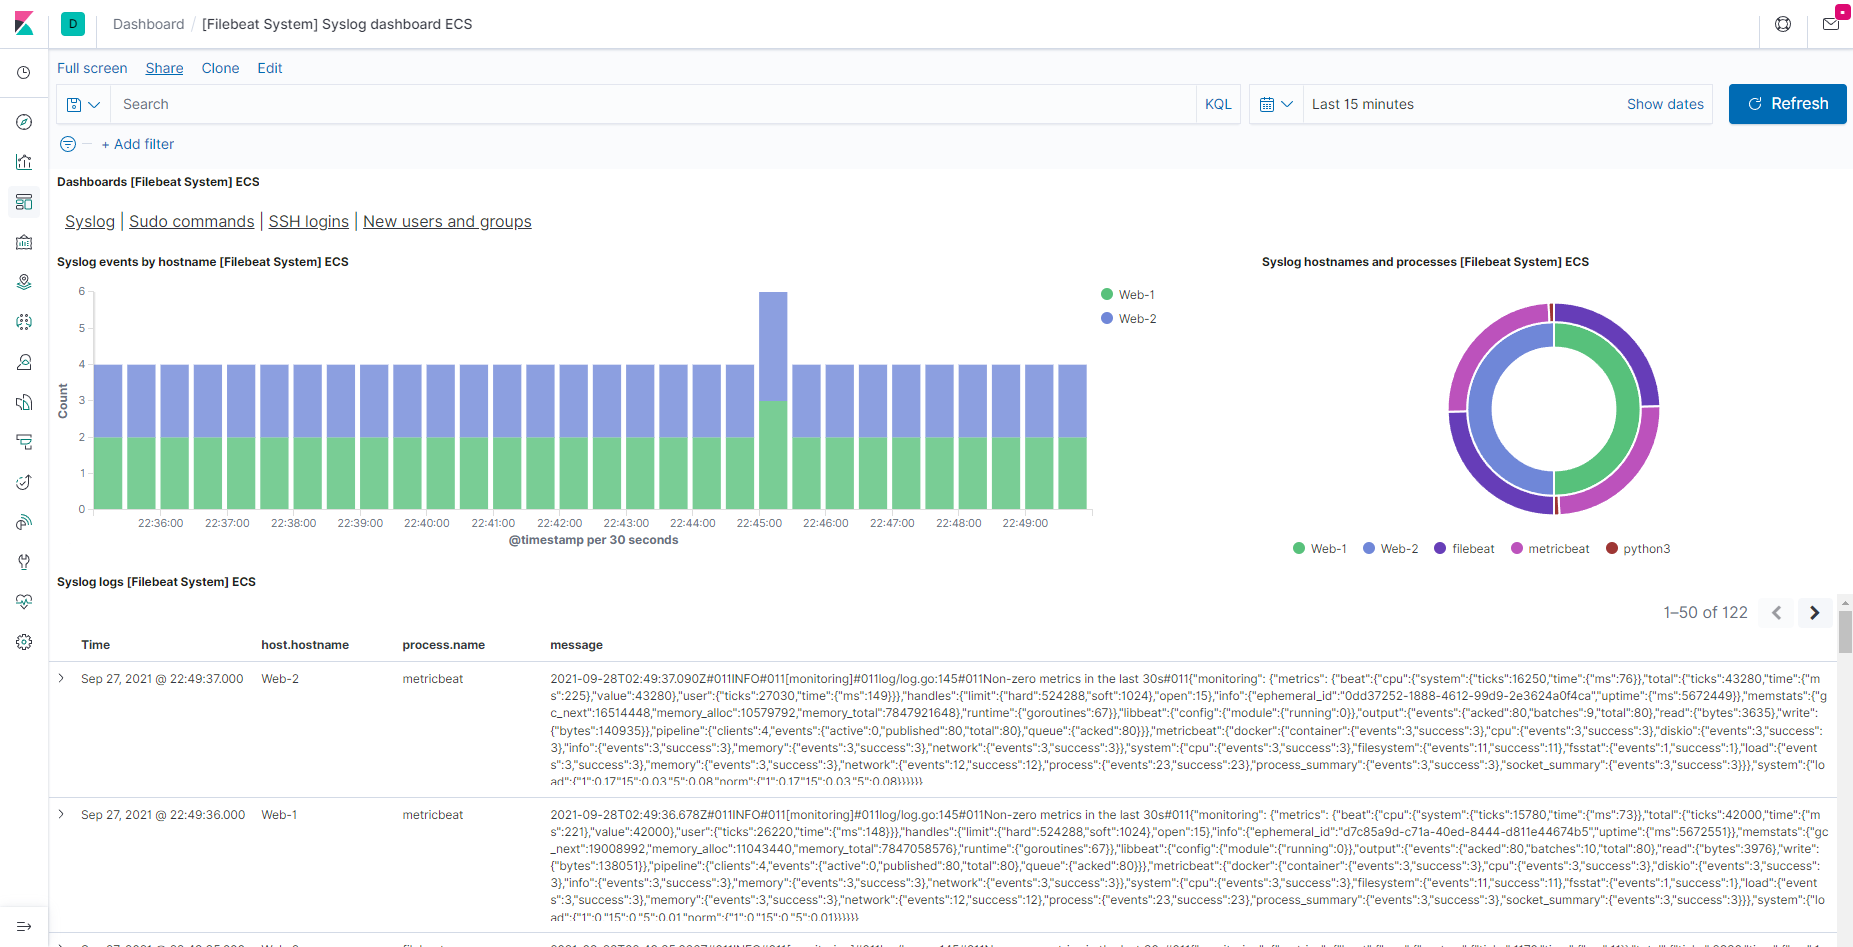 D Dashboard / [Filebeat System] Syslog dashboard ECS
Full screen Share Clone Edit
Search KQL Last 15 minutes Show dates Refresh
+ Add filter
Dashboards [Filebeat System] ECS
Syslog | Sudo commands | SSH logins | New users and groups
Syslog events by hostname [Filebeat System] ECS
Syslog hostnames and processes [Filebeat System] ECS
6
5
4
3
2
1
0
Count
22:36:00 22:37:00 22:38:00 22:39:00 22:40:00 22:41:00 22:42:00 22:43:00 22:44:00 22:45:00 22:46:00 22:47:00 22:48:00 22:49:00
@timestamp per 30 seconds
Web-1
Web-2
Web-1 Web-2 filebeat metricbeat python3
Syslog logs [Filebeat System] ECS
1–50 of 122
Time host.hostname process.name message
Sep 27, 2021 @ 22:49:37.000 Web-2 metricbeat 2021-09-28T02:49:37.090Z#011INFO#011[monitoring]#011log/log.go:145#011Non-zero metrics in the last 30s#011{"monitoring": {"metrics": {"beat":{"cpu":{"system":{"ticks":16250,"time":{"ms":76}},"total":{"ticks":43280,"time":{"m
s":225},"value":43280},"user":{"ticks":27030,"time":{"ms":149}}},"handles":{"limit":{"hard":524288,"soft":1024},"open":15},"info":{"ephemeral_id":"0dd37252-1888-4612-99d9-2e3624a0f4ca","uptime":{"ms":5672449}},"memstats":{"g
c_next":16514448,"memory_alloc":10579792,"memory_total":7847921648},"runtime":{"goroutines":67}},"libbeat":{"config":{"module":{"running":0}},"output":{"events":{"acked":80,"batches":9,"total":80},"read":{"bytes":3635},"write":
{"bytes":140935}},"pipeline":{"clients":4,"events":{"active":0,"published":80,"total":80},"queue":{"acked":80}}},"metricbeat":{"docker":{"container":{"events":3,"success":3},"cpu":{"events":3,"success":3},"diskio":{"events":3,"success":
3},"info":{"events":3,"success":3},"memory":{"events":3,"success":3},"network":{"events":3,"success":3}},"system":{"cpu":{"events":3,"success":3},"filesystem":{"events":11,"success":11},"fsstat":{"events":1,"success":1},"load":{"event
s":3,"success":3},"memory":{"events":3,"success":3},"network":{"events":12,"success":12},"process":{"events":23,"success":23},"process_summary":{"events":3,"success":3},"socket_summary":{"events":3,"success":3}}},"system":{"lo
ad":{"1":0.17,"15":0.03,"5":0.08,"norm":{"1":0.17,"15":0.03,"5":0.08}}}}}}
Sep 27, 2021 @ 22:49:36.000 Web-1 metricbeat 2021-09-28T02:49:36.678Z#011INFO#011[monitoring]#011log/log.go:145#011Non-zero metrics in the last 30s#011{"monitoring": {"metrics": {"beat":{"cpu":{"system":{"ticks":15780,"time":{"ms":73}},"total":{"ticks":42000,"time":{"m
s":221},"value":42000},"user":{"ticks":26220,"time":{"ms":148}}},"handles":{"limit":{"hard":524288,"soft":1024},"open":15},"info":{"ephemeral_id":"d7c85a9d-c71a-40ed-8444-d811e44674b5","uptime":{"ms":5672551}},"memstats":{"gc
_next":19008992,"memory_alloc":11043440,"memory_total":7847058576},"runtime":{"goroutines":67}},"libbeat":{"config":{"module":{"running":0}},"output":{"events":{"acked":80,"batches":10,"total":80},"read":{"bytes":3976},"write":
{"bytes":138051}},"pipeline":{"clients":4,"events":{"active":0,"published":80,"total":80},"queue":{"acked":80}}},"metricbeat":{"docker":{"container":{"events":3,"success":3},"cpu":{"events":3,"success":3},"diskio":{"events":3,"success":
3},"info":{"events":3,"success":3},"memory":{"events":3,"success":3},"network":{"events":3,"success":3}},"system":{"cpu":{"events":3,"success":3},"filesystem":{"events":11,"success":11},"fsstat":{"events":1,"success":1},"load":{"event
s":3,"success":3},"memory":{"events":3,"success":3},"network":{"events":12,"success":12},"process":{"events":23,"success":23},"process_summary":{"events":3,"success":3},"socket_summary":{"events":3,"success":3}}},"system":{"l
oad":{"1":0,"15":0,"5":0.01,"norm":{"1":0,"15":0,"5":0.01}}}}}}